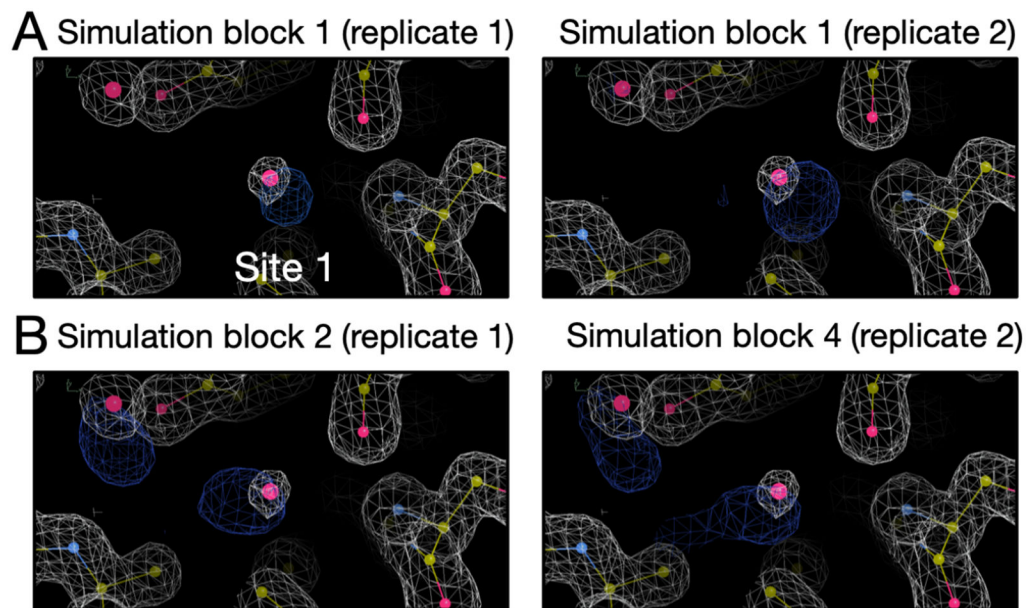 A Simulation block 1 (replicate 1) Simulation block 1 (replicate 2)
Site 1
B Simulation block 2 (replicate 1) Simulation block 4 (replicate 2)